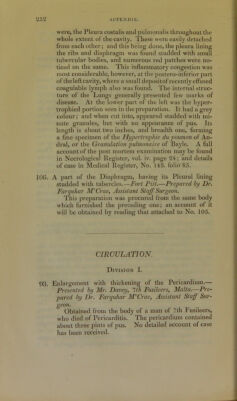 252 APPENDIX.
were, the Pleura costalis and pulmonalis throughout the
whole extent of the cavity. These were easily detached
from each other; and this being done, the pleura lining
the ribs and diaphragm was found studded with small
tubercular bodies, and numerous red patches were no-
ticed on the same. This inflammatory congestion was
most considerable, however, at the postero-inferior part
of the left cavity, where a small deposit of recently effused
coagulable lymph also was found. The internal struc-
ture of the Lungs generally presented few marks of
disease. At the lower part of the left was the hyper-
trophied portion seen in the preparation. It had a grey
colour; and when cut into, appeared studded with mi-
nute granules, but with no appearance of pus. Its
length is about two inches, and breadth one, forming
a fine specimen of the Hypertrophie du poumon of An-
dral, or the Granulation pulmonaire of Bayle. A full
account of the post mortem examination may be found
in Necrological Register, vol. iv. page 24; and details
of case in Medical Register, No. 148. folio 85.
106. A part of the Diaphragm, having its Pleural lining
studded with tubercles.—Fort Pitt.—Prepared by Dr.
Farquhar M'Crae, Assistant Staff Surgeon.
This preparation was procured from the same body
which furnished the preceding one; an account of it
will be obtained by reading that attached to No. 105.
CIRCULATION.
Division I.
93. Enlargement with thickening of the Pericardium.—
Presented by Mr. Davey, 7th Fusileers, Malta.—Pre-
pared by Dr. Farquhar M'Crae, Assistant Staff Sur-
geon.
Obtained from the body of a man of 7th Fusileers,
who died of Pericarditis. The pericardium contained
about three pints of pus. No detailed account of case
has been received.